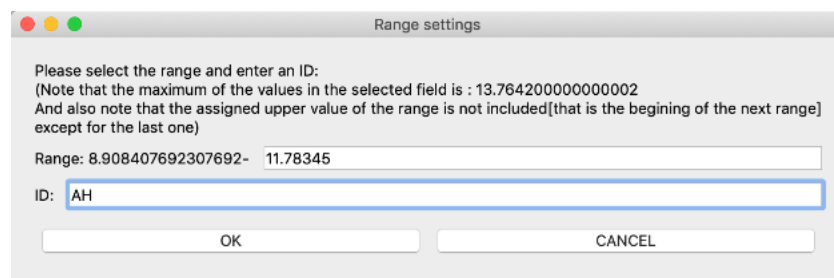 Range settings
Please select the range and enter an ID:
(Note that the maximum of the values in the selected field is : 13.764200000000002
And also note that the assigned upper value of the range is not included[that is the begining of the next range]
except for the last one)
Range: 8.908407692307692- 11.78345
ID: AH
OK CANCEL